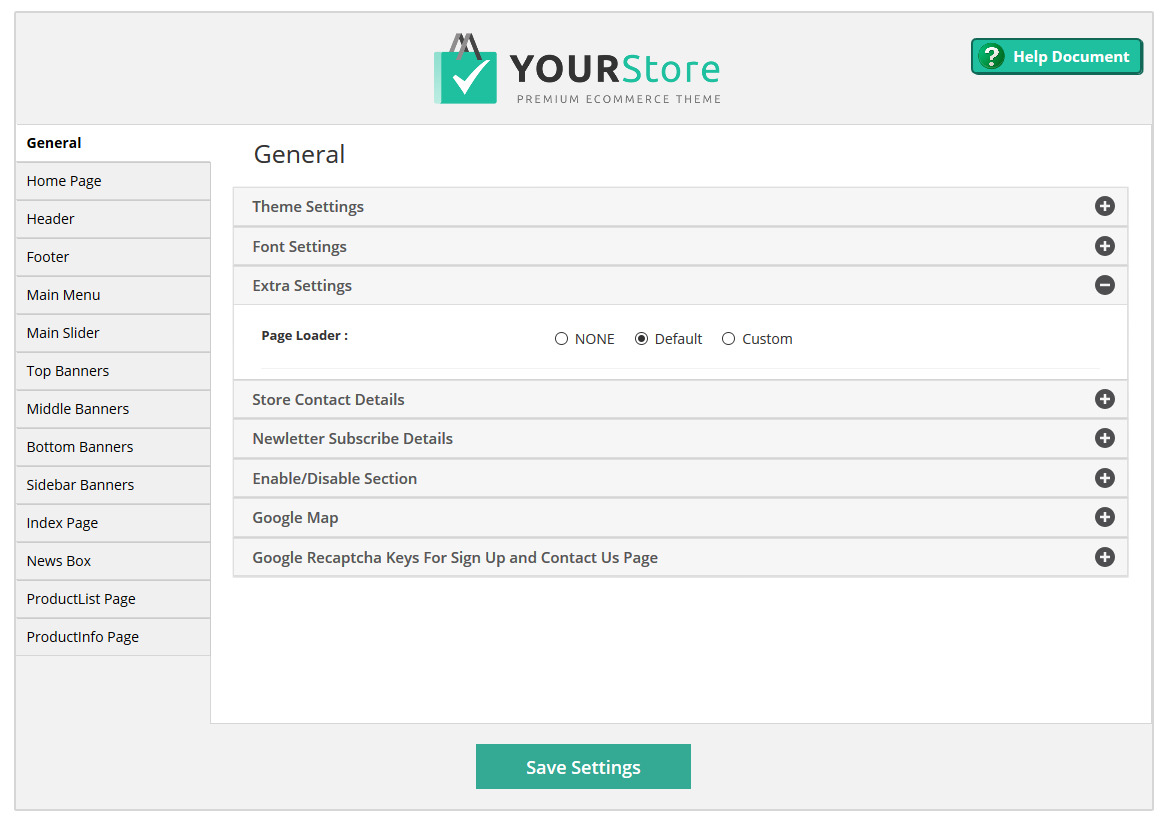 YOURStore
PREMIUM ECOMMERCE THEME
? Help Document
General
Home Page
Header
Footer
Main Menu
Main Slider
Top Banners
Middle Banners
Bottom Banners
Sidebar Banners
Index Page
News Box
ProductList Page
ProductInfo Page
General
Theme Settings
Font Settings
Extra Settings
Page Loader : NONE Default Custom
Store Contact Details
Newletter Subscribe Details
Enable/Disable Section
Google Map
Google Recaptcha Keys For Sign Up and Contact Us Page
Save Settings